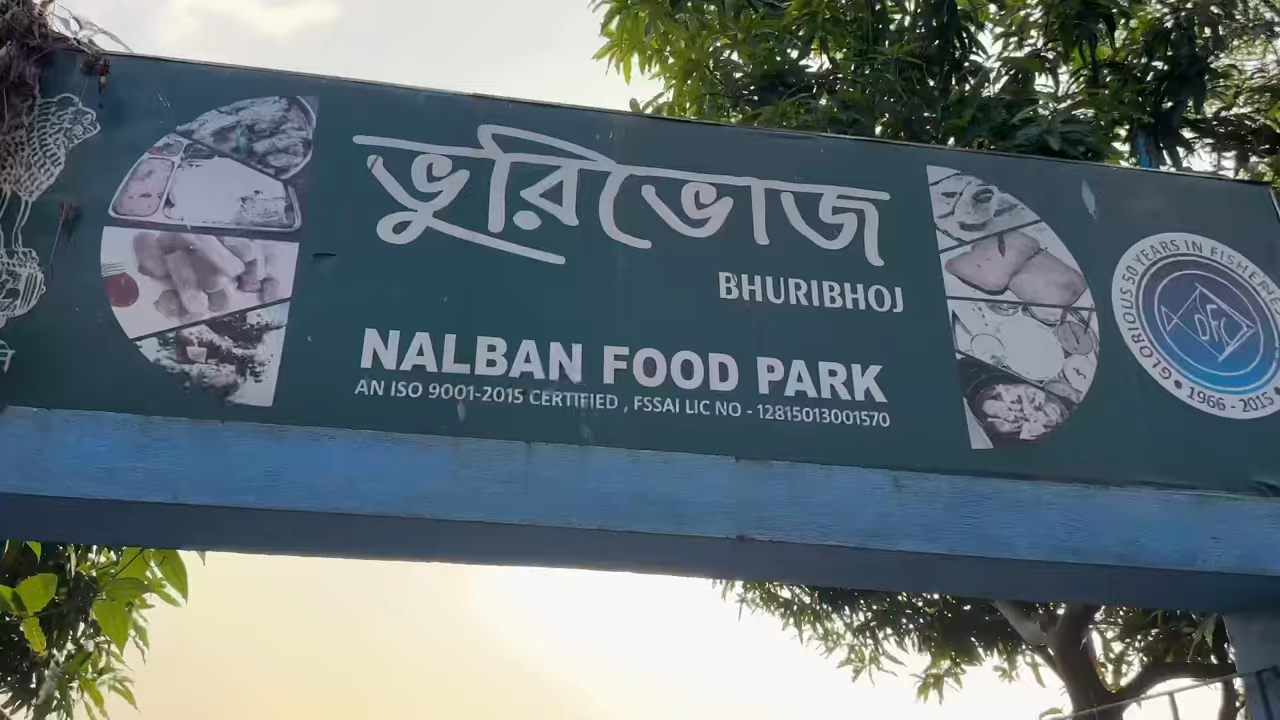 ভুরিভোজ
BHURIBHOJ
NALBAN FOOD PARK
AN ISO 9001-2015 CERTIFIED , FSSAI LIC NO - 12815013001570
GLORIOUS 50 YEARS IN
1966 - 2015